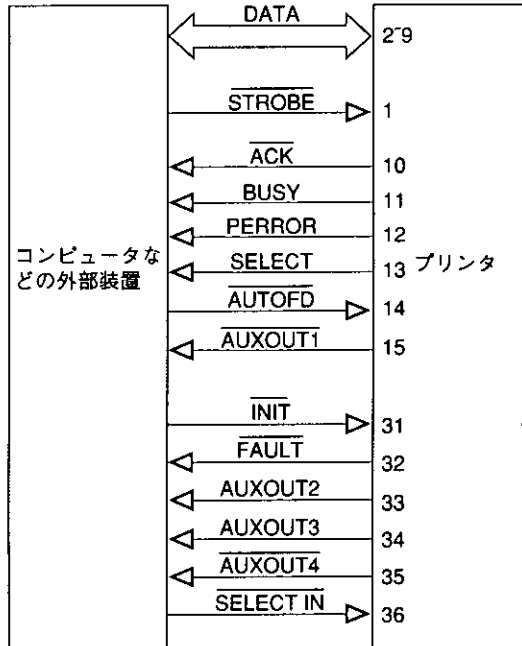 DATA
2~9
STROBE
1
ACK
10
BUSY
11
PERROR
12
コンピュータな
どの外部装置
SELECT
13
プリンタ
AUTOFD
14
AUXOUT1
15
INIT
31
FAULT
32
AUXOUT2
33
AUXOUT3
34
AUXOUT4
35
SELECT IN
36